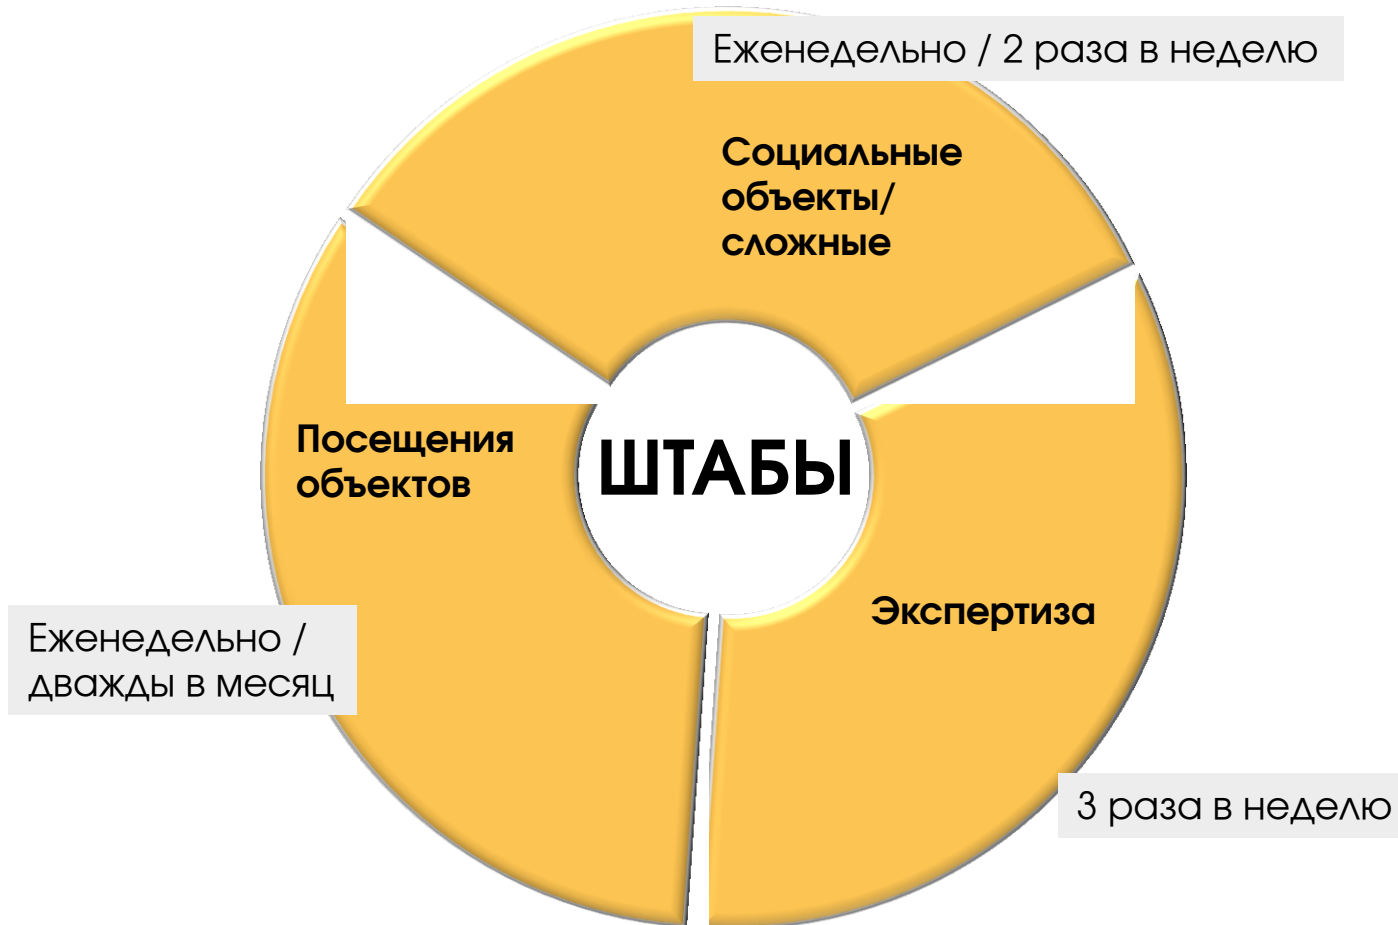 Еженедельно / 2 раза в неделю
Социальные
объекты/
сложные
Посещения
объектов
ШТАБЫ
Экспертиза
Еженедельно /
дважды в месяц
3 раза в неделю